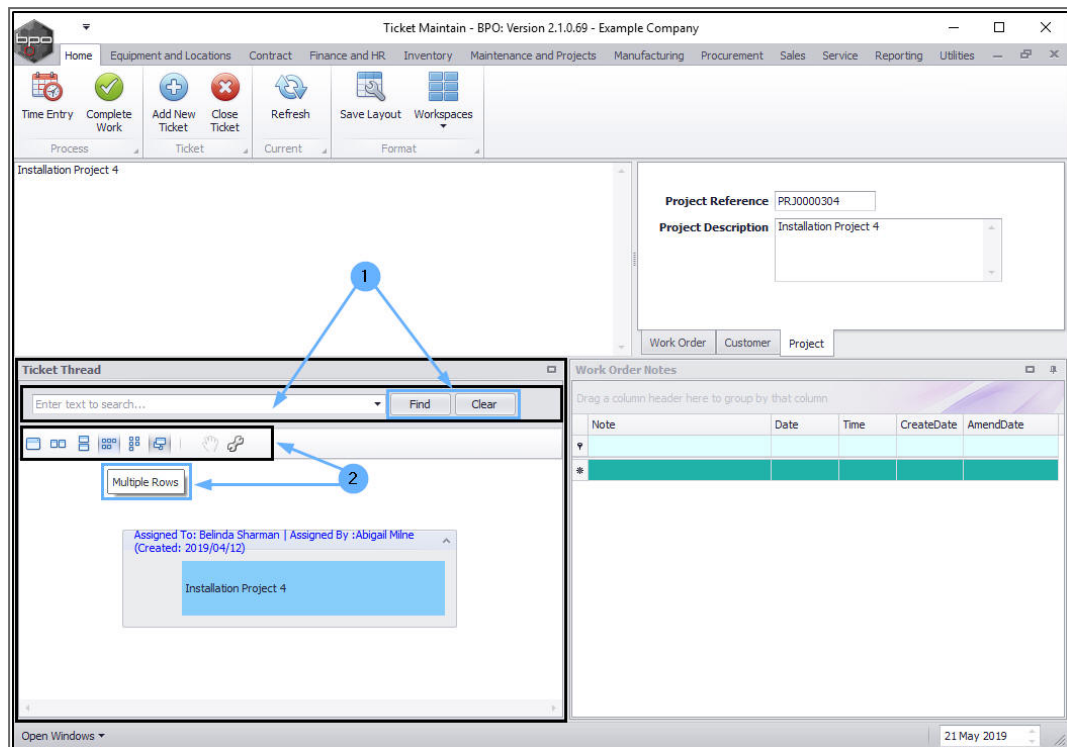 Ticket Maintain - BPO: Version 2.1.0.69 - Example Company
BPO
Home Equipment and Locations Contract Finance and HR Inventory Maintenance and Projects Manufacturing Procurement Sales Service Reporting Utilities
Time Entry Complete Work Add New Ticket Close Ticket Refresh Save Layout Workspaces
Process Ticket Current Format
Installation Project 4
Project Reference PRJ0000304
Project Description Installation Project 4
1
Work Order Customer Project
Ticket Thread
Enter text to search... Find Clear
2
Multiple Rows
Assigned To: Belinda Sharman | Assigned By :Abigail Milne
(Created: 2019/04/12)
Installation Project 4
Work Order Notes
Drag a column header here to group by that column
Note Date Time CreateDate AmendDate
Open Windows 21 May 2019